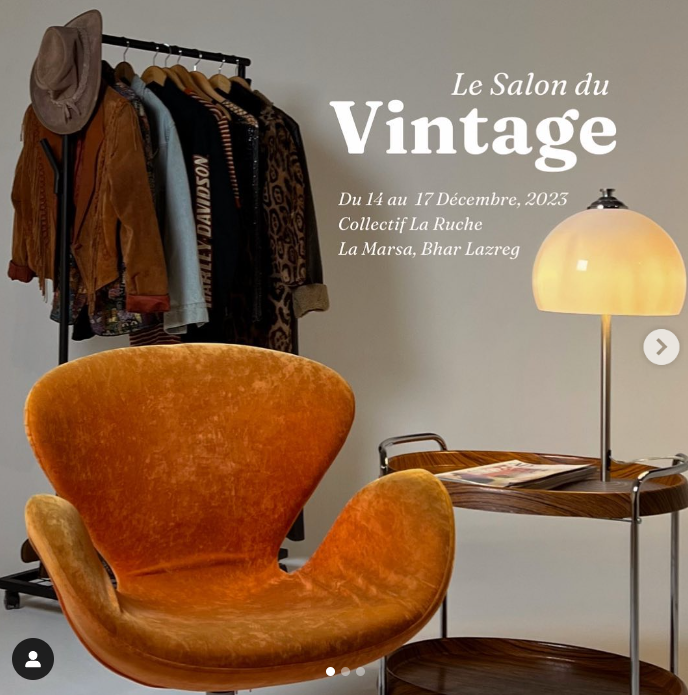 Le Salon du
Vintage
Du 14 au 17 Décembre, 2023
Collectif La Ruche
La Marsa, Bhar Lazreg
HARLEY DAVIDSON